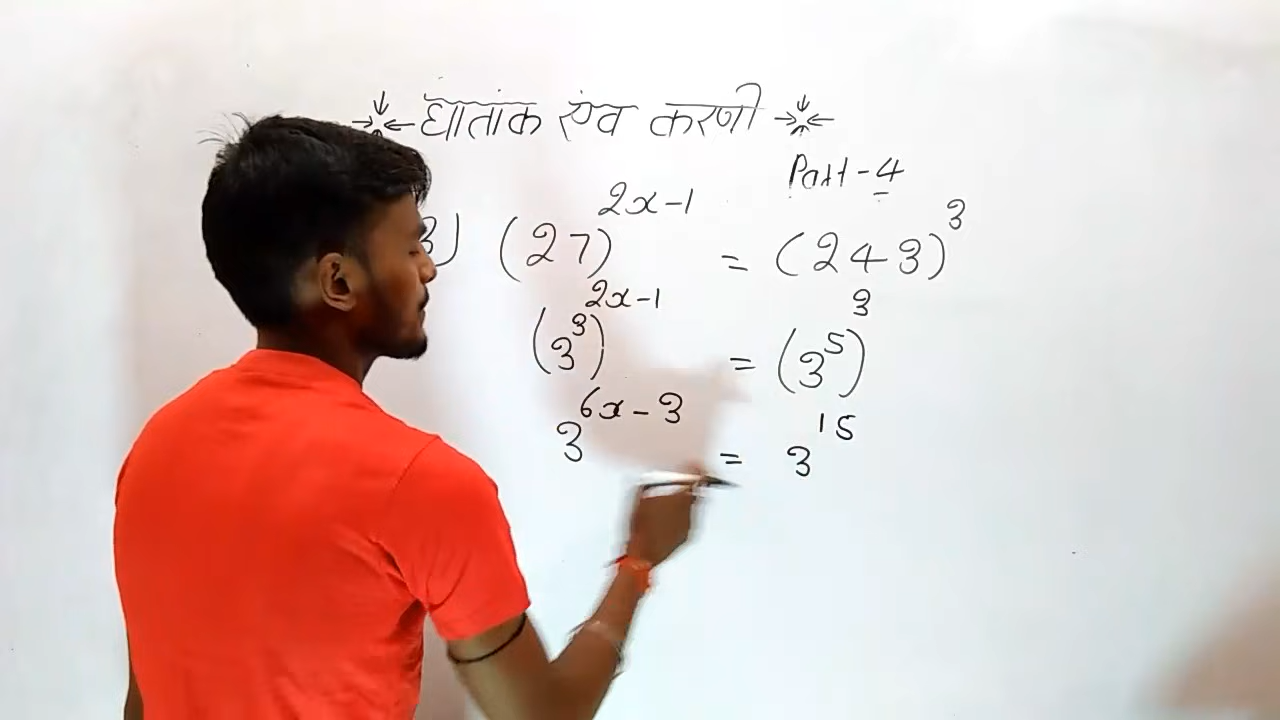 घातांक एंव करणी
Part-4
3) (27)^{2x-1} = (243)^3
(3^3)^{2x-1} = (3^5)^3
3^{6x-3} = 3^{15}